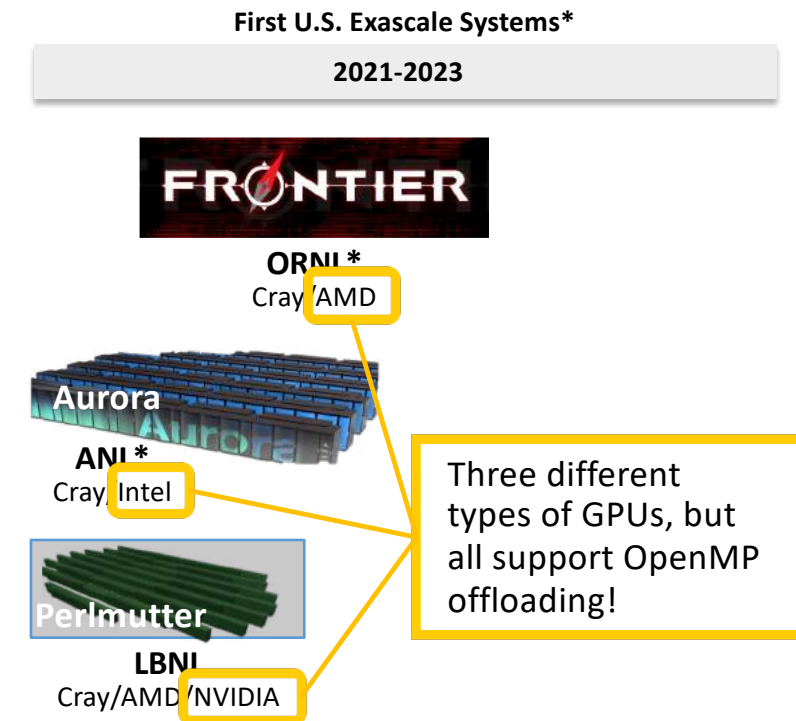 First U.S. Exascale Systems*
2021-2023
FRONTIER
ORNL*
Cray/AMD
Aurora
Aurora
ANL*
Cray/Intel
Three different
types of GPUs, but
all support OpenMP
offloading!
Perlmutter
LBNL
Cray/AMD/NVIDIA